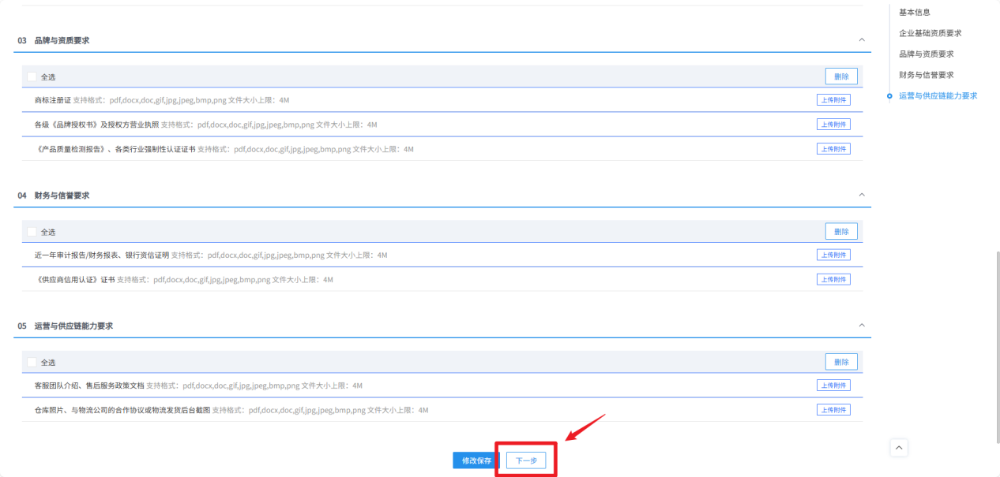 03 品牌与资质要求
全选 删除
商标注册证 支持格式：pdf,docx,doc,gif,jpg,jpeg,bmp,png 文件大小上限：4M 上传附件
各级《品牌授权书》及授权方营业执照 支持格式：pdf,docx,doc,gif,jpg,jpeg,bmp,png 文件大小上限：4M 上传附件
《产品质量检测报告》、各类行业强制性认证证书 支持格式：pdf,docx,doc,gif,jpg,jpeg,bmp,png 文件大小上限：4M 上传附件
04 财务与信誉要求
全选 删除
近一年审计报告/财务报表、银行资信证明 支持格式：pdf,docx,doc,gif,jpg,jpeg,bmp,png 文件大小上限：4M 上传附件
《供应商信用认证》证书 支持格式：pdf,docx,doc,gif,jpg,jpeg,bmp,png 文件大小上限：4M 上传附件
05 运营与供应链能力要求
全选 删除
客服团队介绍、售后服务政策文档 支持格式：pdf,docx,doc,gif,jpg,jpeg,bmp,png 文件大小上限：4M 上传附件
仓库照片、与物流公司的合作协议或物流发货后台截图 支持格式：pdf,docx,doc,gif,jpg,jpeg,bmp,png 文件大小上限：4M 上传附件
修改保存 下一步
基本信息
企业基础资质要求
品牌与资质要求
财务与信誉要求
运营与供应链能力要求